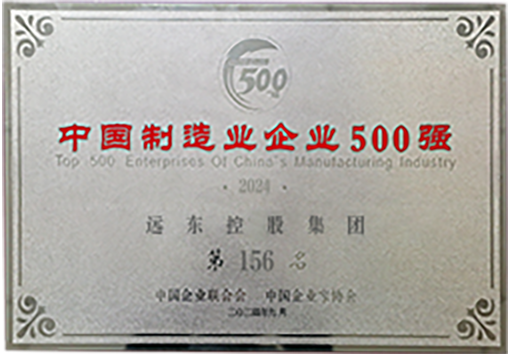 500
中国制造业企业500强
Top 500 Enterprises Of China's Manufacturing Industry
·2024·
远东控股集团
第 156 名
中国企业联合会 中国企业家协会
二〇二四年九月